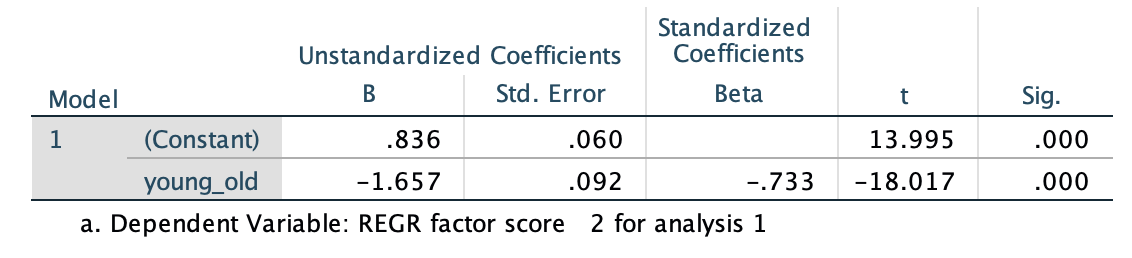 Standardized
Unstandardized Coefficients Coefficients
Model B Std. Error Beta t Sig.
1 (Constant) .836 .060 13.995 .000
young_old -1.657 .092 -.733 -18.017 .000
a. Dependent Variable: REGR factor score 2 for analysis 1